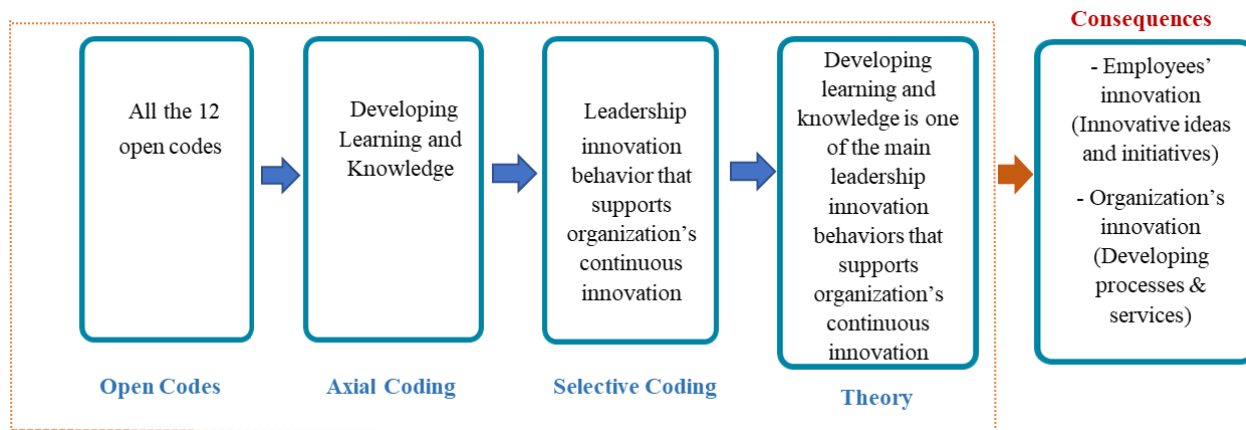 Consequences
All the 12
open codes
Open Codes
Developing
Learning and
Knowledge
Axial Coding
Leadership
innovation
behavior that
supports
organization’s
continuous
innovation
Selective Coding
Developing
learning and
knowledge is one
of the main
leadership
innovation
behaviors that
supports
organization’s
continuous
innovation
Theory
- Employees’
innovation
(Innovative ideas
and initiatives)
- Organization’s
innovation
(Developing
processes &
services)